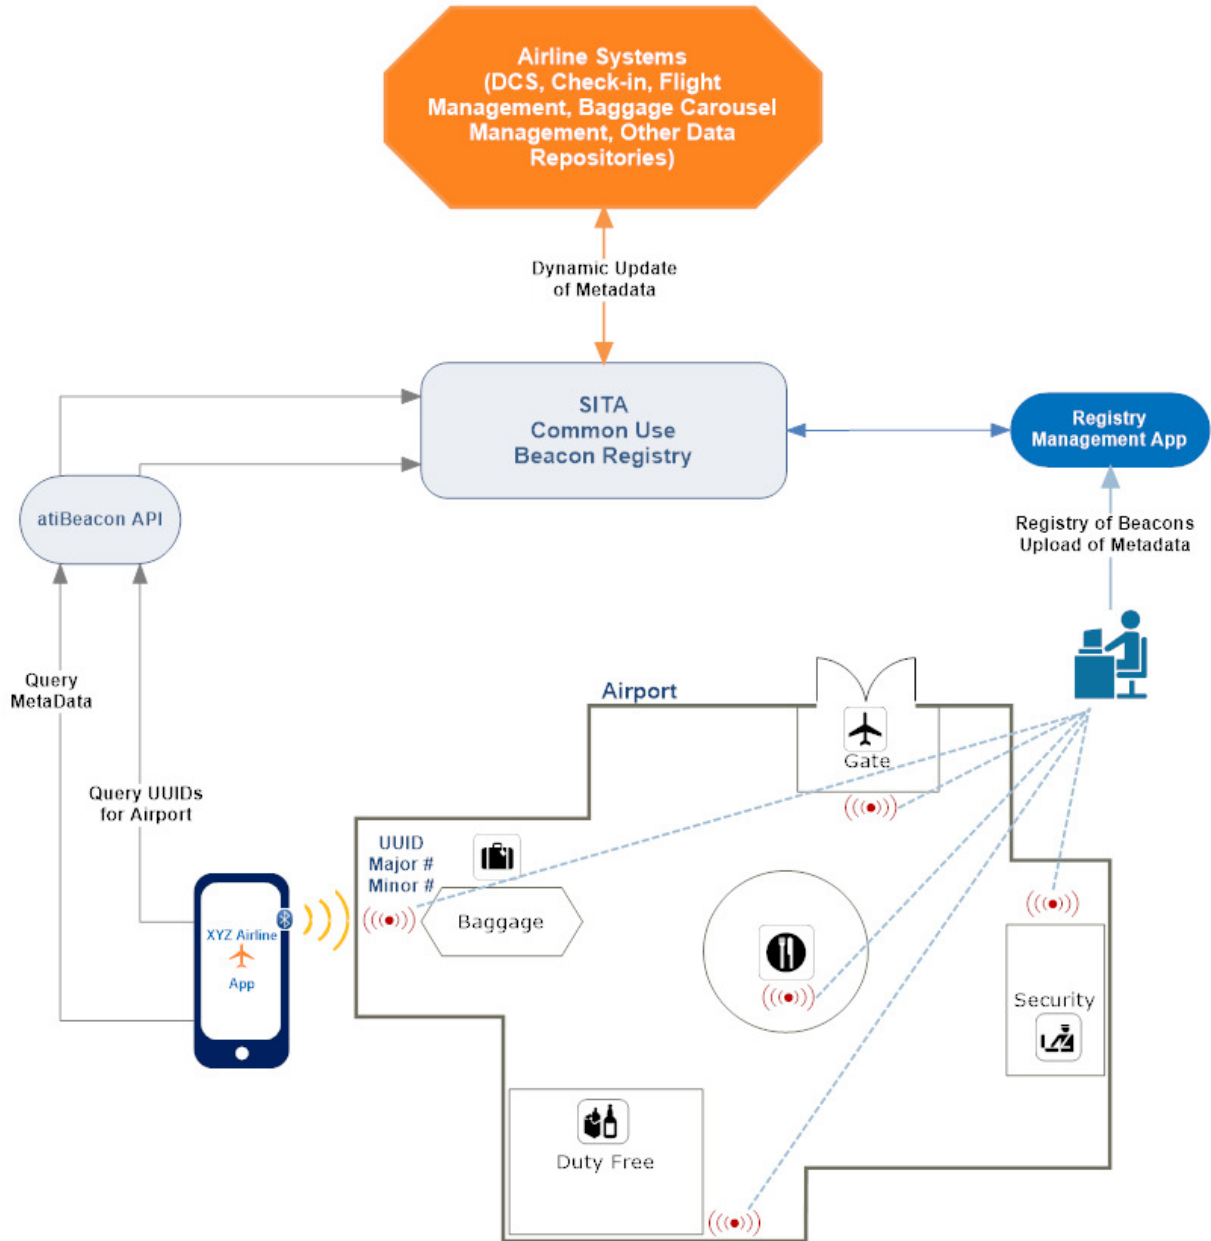 Airline Systems
(DCS, Check-in, Flight
Management, Baggage Carousel
Management, Other Data
Repositories)
Dynamic Update
of Metadata
SITA
Common Use
Beacon Registry
Registry
Management App
atiBeacon API
Registry of Beacons
Upload of Metadata
Query
MetaData
Airport
Gate
Query UUIDs
for Airport
UUID
Major #
Minor #
Baggage
XYZ Airline
App
Security
Duty Free